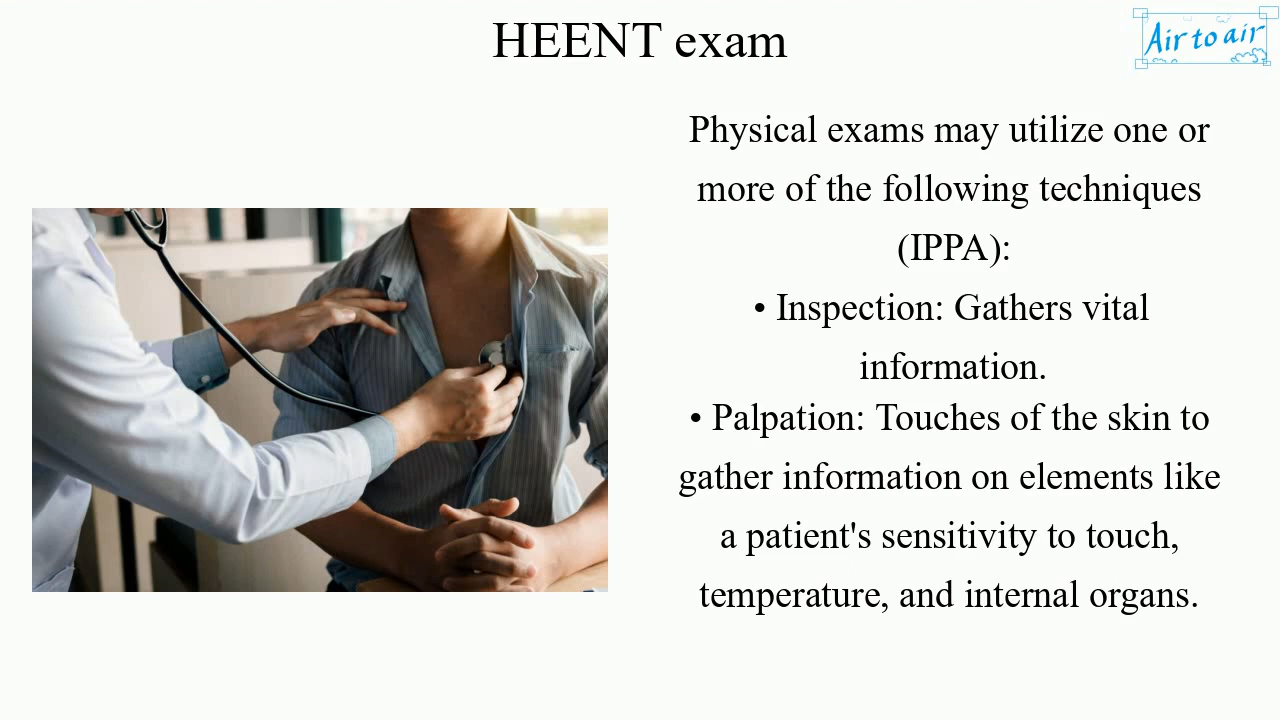 HEENT exam
Air to air
Physical exams may utilize one or
more of the following techniques
(IPPA):
• Inspection: Gathers vital
information.
• Palpation: Touches of the skin to
gather information on elements like
a patient's sensitivity to touch,
temperature, and internal organs.